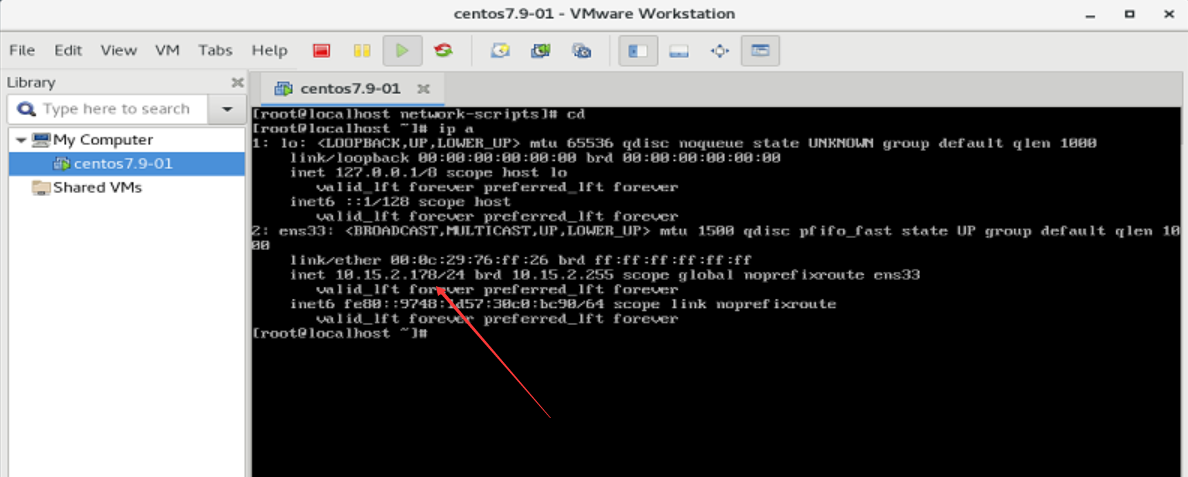 centos7.9-01 - VMware Workstation
File Edit View VM Tabs Help
Library
Type here to search
My Computer
centos7.9-01
Shared VMs
centos7.9-01
[root@localhost network-scripts]# cd
[root@localhost ~]# ip a
1: lo: <LOOPBACK,UP,LOWER_UP> mtu 65536 qdisc noqueue state UNKNOWN group default qlen 1000
link/loopback 00:00:00:00:00:00 brd 00:00:00:00:00:00
inet 127.0.0.1/8 scope host lo
valid_lft forever preferred_lft forever
inet6 ::1/128 scope host
valid_lft forever preferred_lft forever
2: ens33: <BROADCAST,MULTICAST,UP,LOWER_UP> mtu 1500 qdisc pfifo_fast state UP group default qlen 10
00
link/ether 00:0c:29:76:ff:26 brd ff:ff:ff:ff:ff:ff
inet 10.15.2.178/24 brd 10.15.2.255 scope global noprefixroute ens33
valid_lft forever preferred_lft forever
inet6 fe80::9748:1d57:30c0:bc90/64 scope link noprefixroute
valid_lft forever preferred_lft forever
[root@localhost ~]#